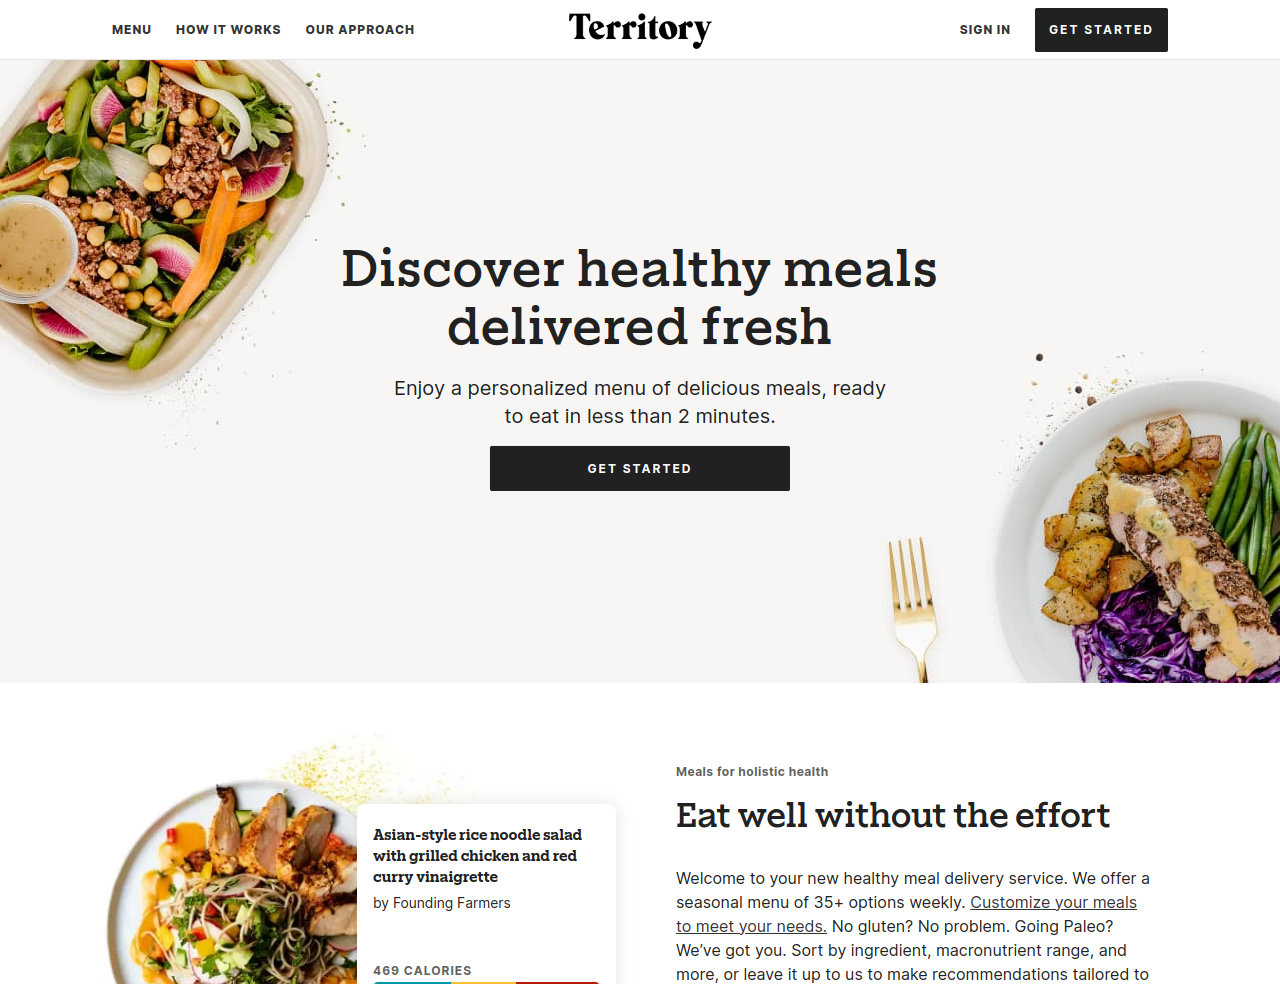 MENU HOW IT WORKS OUR APPROACH Territory SIGN IN GET STARTED
Discover healthy meals
delivered fresh
Enjoy a personalized menu of delicious meals, ready
to eat in less than 2 minutes.
GET STARTED
Asian-style rice noodle salad
with grilled chicken and red
curry vinaigrette
by Founding Farmers
469 CALORIES
Meals for holistic health
Eat well without the effort
Welcome to your new healthy meal delivery service. We offer a
seasonal menu of 35+ options weekly. Customize your meals
to meet your needs. No gluten? No problem. Going Paleo?
We’ve got you. Sort by ingredient, macronutrient range, and
more, or leave it up to us to make recommendations tailored to